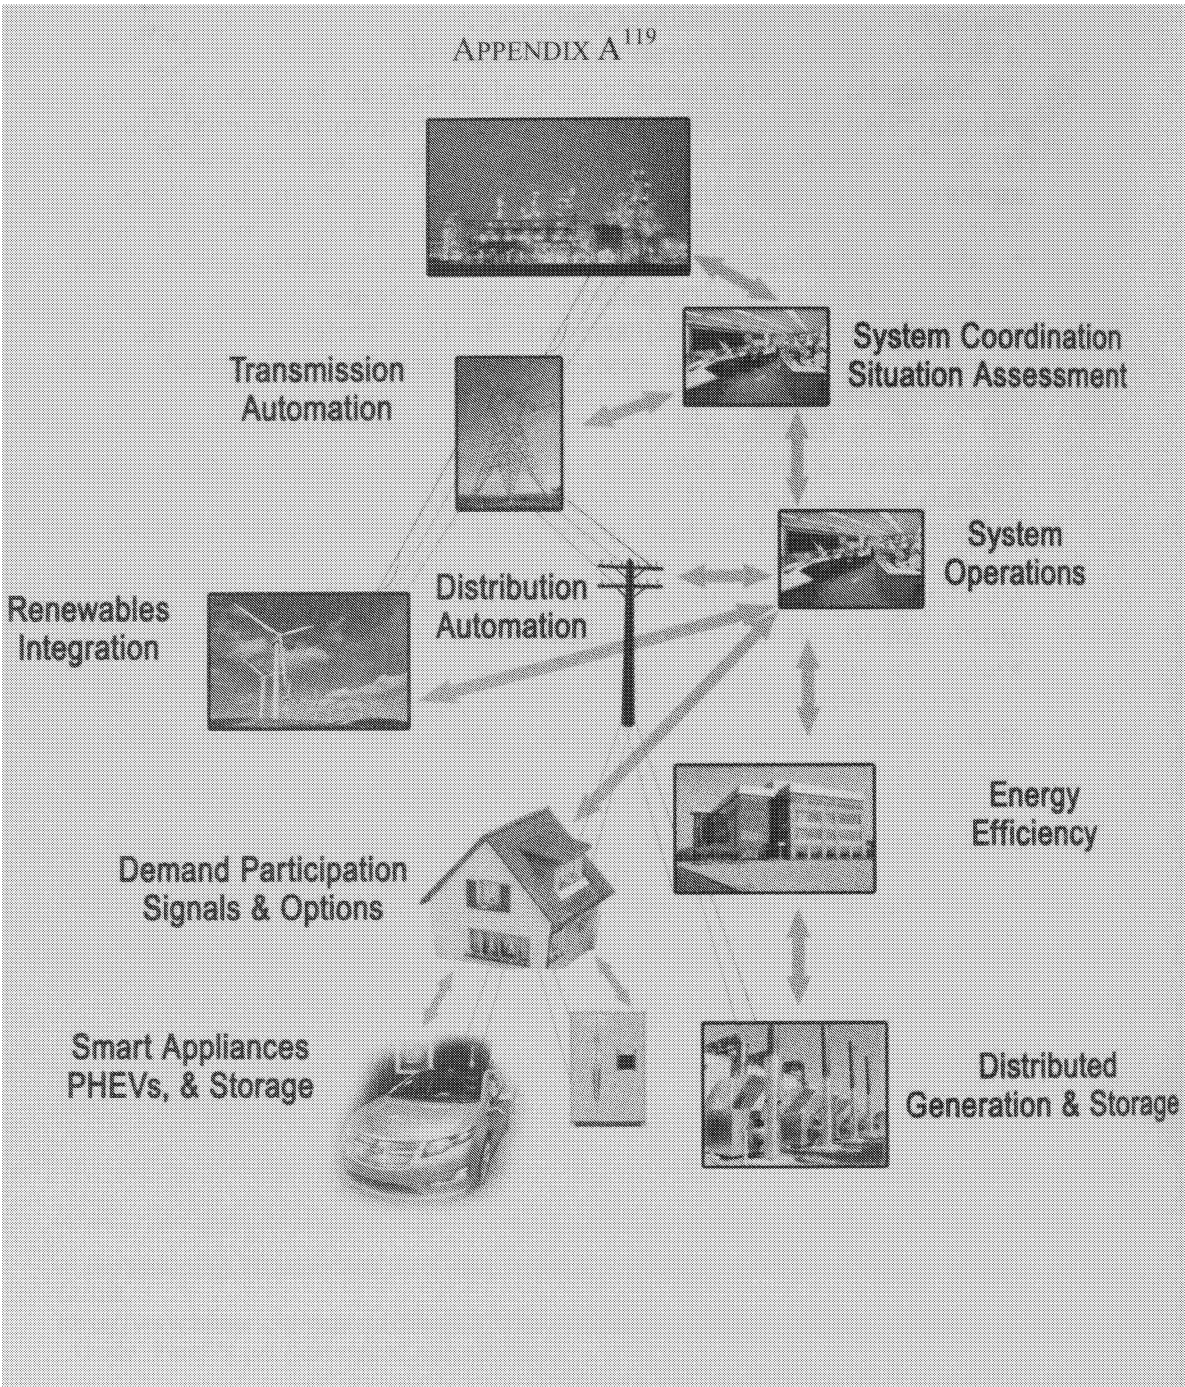 APPENDIX A119
System Coordination
Situation Assessment
Transmission
Automation
System
Operations
Distribution
Automation
Renewables
Integration
Energy
Efficiency
Demand Participation
Signals & Options
Smart Appliances
PHEVs, & Storage
Distributed
Generation & Storage